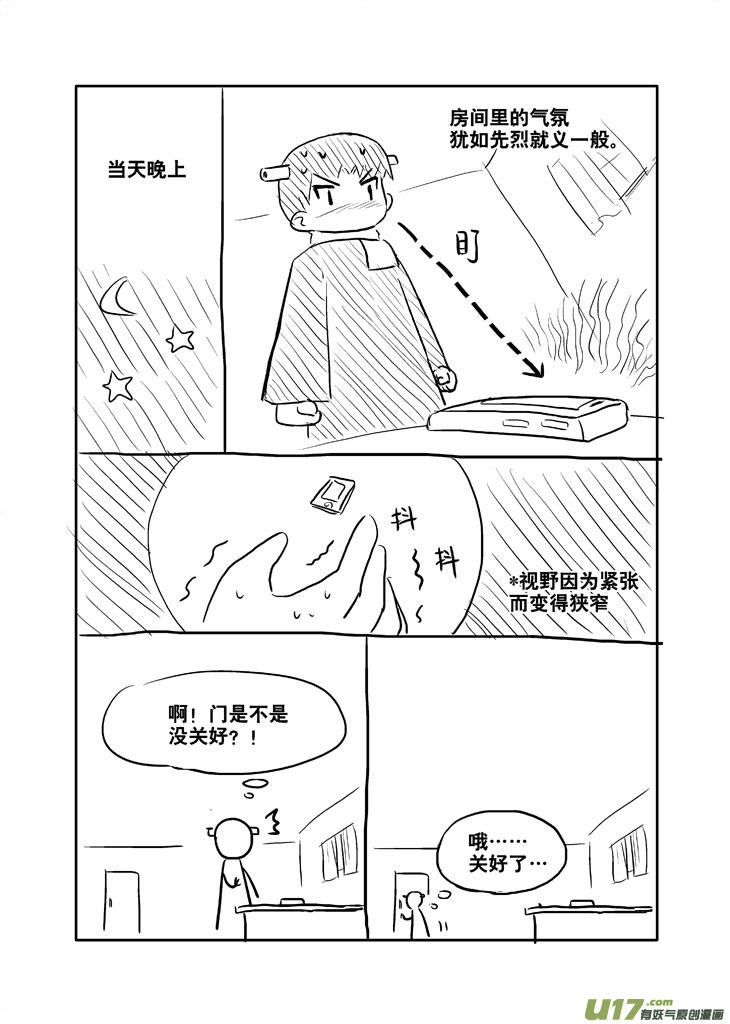 当天晚上
房间里的气氛
犹如先烈就义一般。
盯
抖
抖
*视野因为紧张
而变得狭窄
啊！门是不是
没关好？！
哦……
关好了…
U17.com
有妖气原创漫画